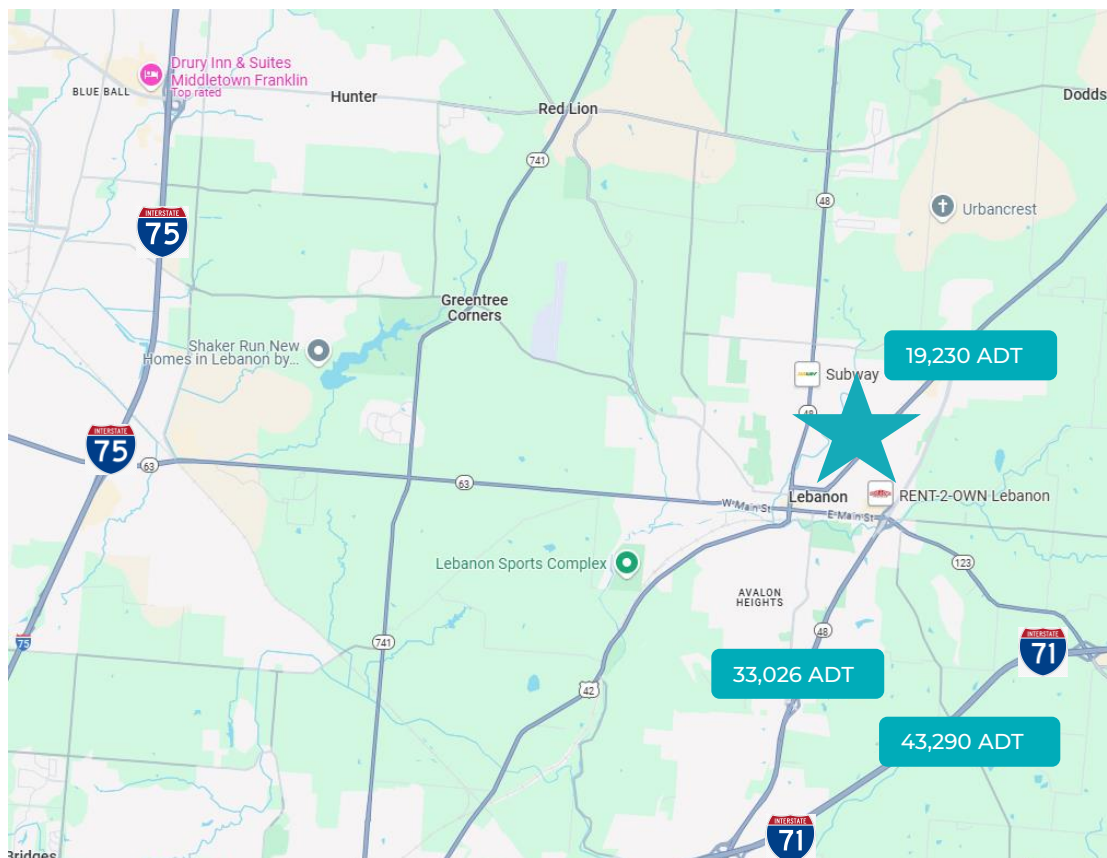 Drury Inn & Suites
Middletown Franklin
Top rated
BLUE BALL
Hunter
Red Lion
Dodds
741
48
Urbancrest
INTERSTATE
75
Greentree
Corners
Shaker Run New
Homes in Lebanon by...
19,230 ADT
Subway
48
INTERSTATE
75
63
63
Lebanon
RENT-2-OWN Lebanon
W Main St
E Main St
Lebanon Sports Complex
123
AVALON
HEIGHTS
75
741
48
INTERSTATE
71
33,026 ADT
42
43,290 ADT
INTERSTATE
71
Bridges